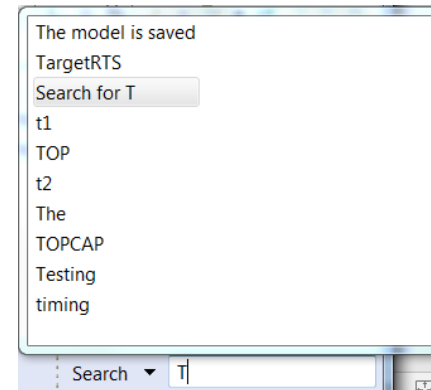 The model is saved
TargetRTS
Search for T
t1
TOP
t2
The
TOPCAP
Testing
timing
Search T